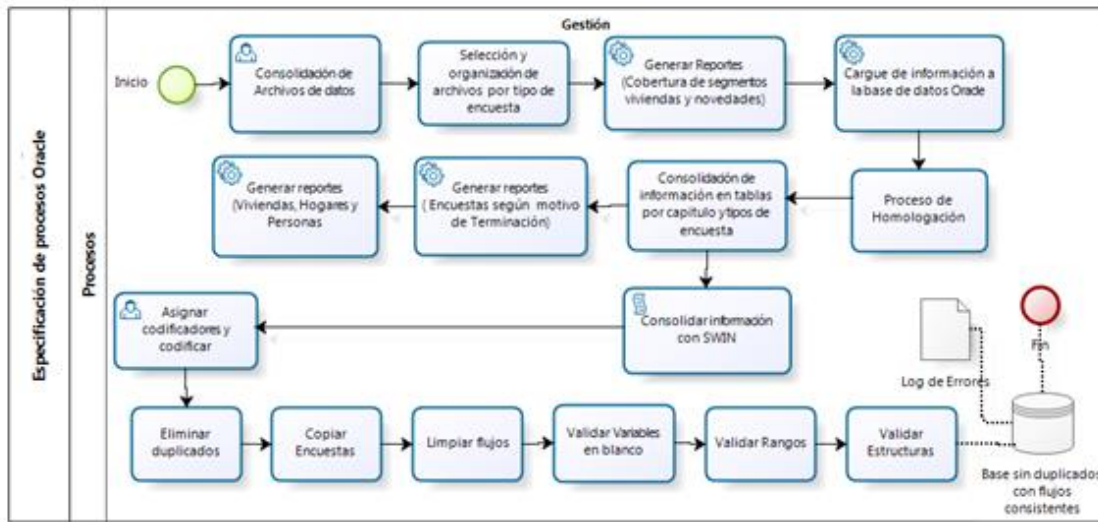 Especificación de procesos Oracle
Procesos
Gestión
Inicio
Consolidación de
Archivos de datos
Selección y
organización de
archivos por tipo de
encuesta
Generar Reportes
(Cobertura de segmentos
viviendas y novedades)
Cargue de información a
la base de datos Oracle
Generar reportes
(Viviendas, Hogares y
Personas
Generar reportes
( Encuestas según motivo
de Terminación)
Consolidación de
información en tablas
por capítulo y tipos de
encuesta
Proceso de
Homologación
Asignar
codificadores y
codificar
Consolidar información
con SWIN
Log de Errores
Fin
Eliminar
duplicados
Copiar
Encuestas
Limpiar flujos
Validar Variables
en blanco
Validar Rangos
Validar
Estructuras
Base sin duplicados
con flujos
consistentes